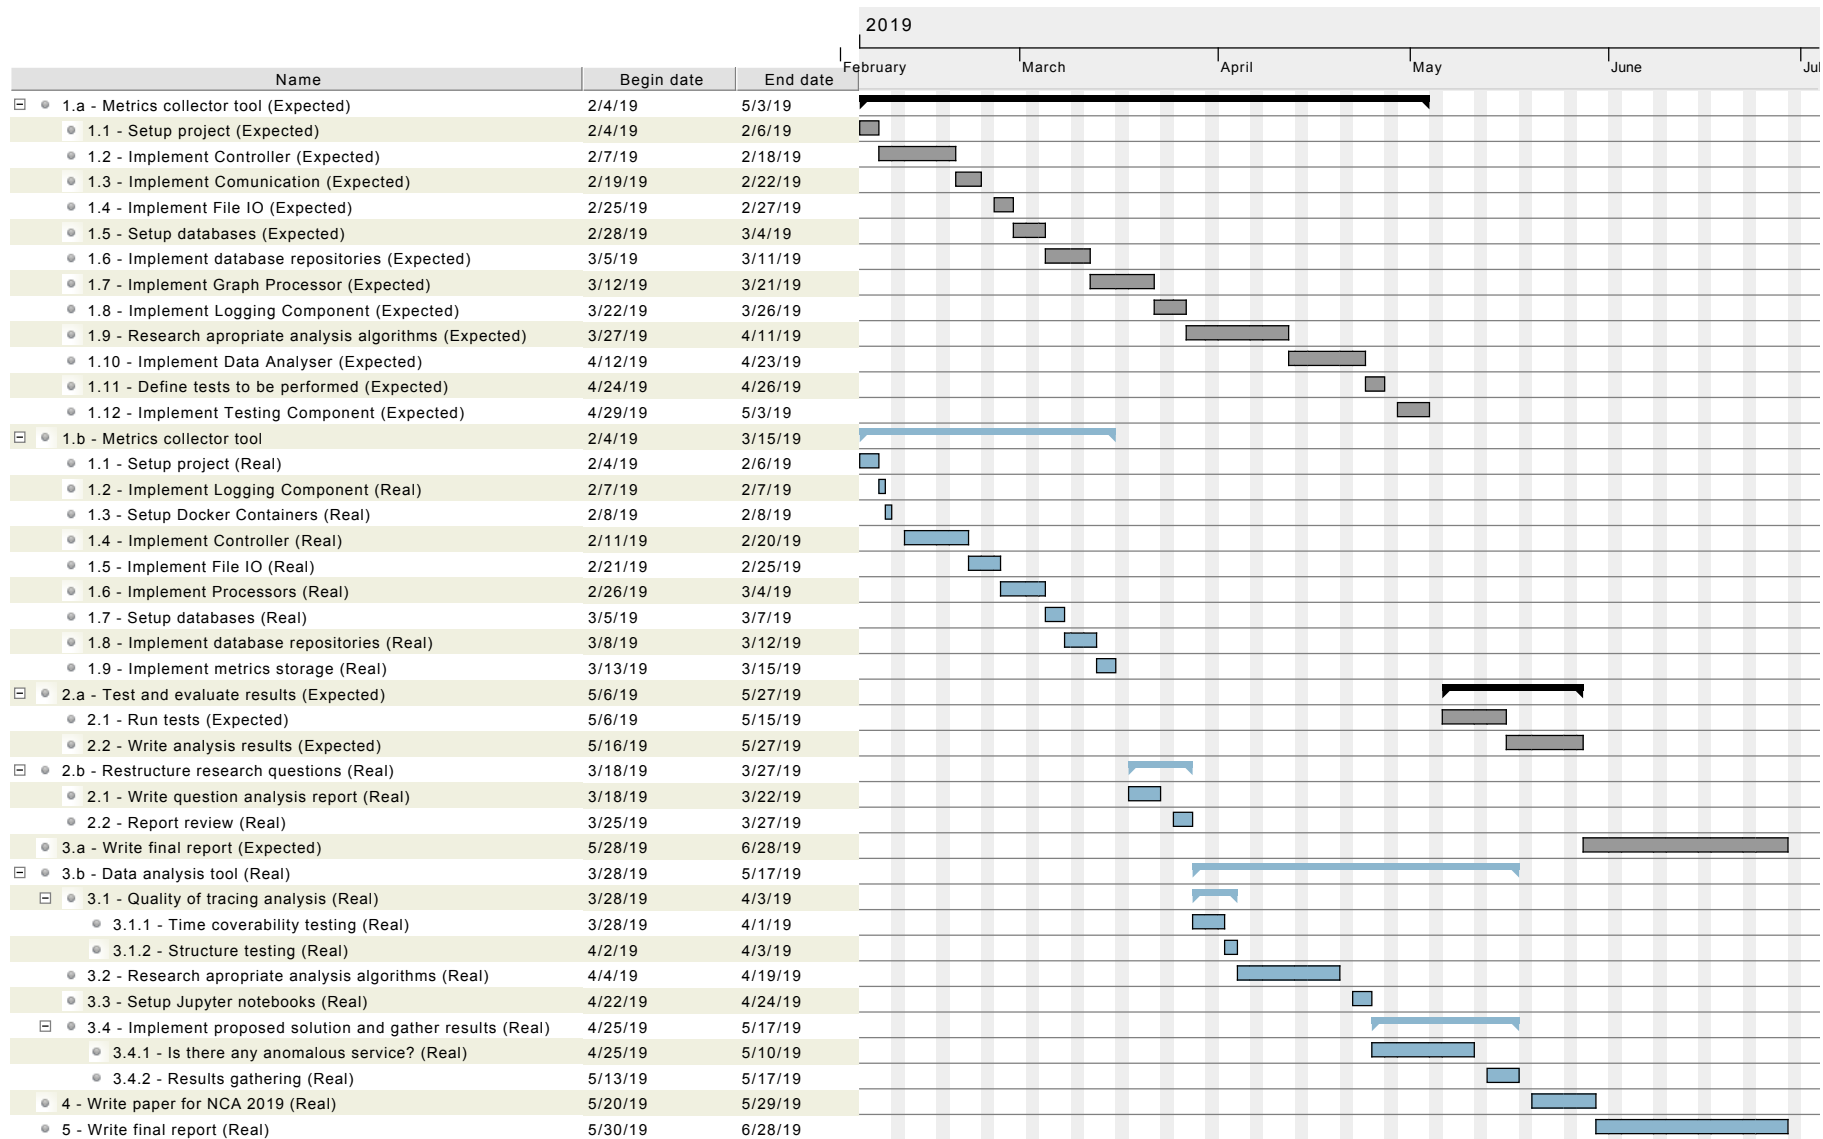 2019
February March April May June Jul
Name Begin date End date
1.a - Metrics collector tool (Expected) 2/4/19 5/3/19
1.1 - Setup project (Expected) 2/4/19 2/6/19
1.2 - Implement Controller (Expected) 2/7/19 2/18/19
1.3 - Implement Comunication (Expected) 2/19/19 2/22/19
1.4 - Implement File IO (Expected) 2/25/19 2/27/19
1.5 - Setup databases (Expected) 2/28/19 3/4/19
1.6 - Implement database repositories (Expected) 3/5/19 3/11/19
1.7 - Implement Graph Processor (Expected) 3/12/19 3/21/19
1.8 - Implement Logging Component (Expected) 3/22/19 3/26/19
1.9 - Research apropriate analysis algorithms (Expected) 3/27/19 4/11/19
1.10 - Implement Data Analyser (Expected) 4/12/19 4/23/19
1.11 - Define tests to be performed (Expected) 4/24/19 4/26/19
1.12 - Implement Testing Component (Expected) 4/29/19 5/3/19
1.b - Metrics collector tool 2/4/19 3/15/19
1.1 - Setup project (Real) 2/4/19 2/6/19
1.2 - Implement Logging Component (Real) 2/7/19 2/7/19
1.3 - Setup Docker Containers (Real) 2/8/19 2/8/19
1.4 - Implement Controller (Real) 2/11/19 2/20/19
1.5 - Implement File IO (Real) 2/21/19 2/25/19
1.6 - Implement Processors (Real) 2/26/19 3/4/19
1.7 - Setup databases (Real) 3/5/19 3/7/19
1.8 - Implement database repositories (Real) 3/8/19 3/12/19
1.9 - Implement metrics storage (Real) 3/13/19 3/15/19
2.a - Test and evaluate results (Expected) 5/6/19 5/27/19
2.1 - Run tests (Expected) 5/6/19 5/15/19
2.2 - Write analysis results (Expected) 5/16/19 5/27/19
2.b - Restructure research questions (Real) 3/18/19 3/27/19
2.1 - Write question analysis report (Real) 3/18/19 3/22/19
2.2 - Report review (Real) 3/25/19 3/27/19
3.a - Write final report (Expected) 5/28/19 6/28/19
3.b - Data analysis tool (Real) 3/28/19 5/17/19
3.1 - Quality of tracing analysis (Real) 3/28/19 4/3/19
3.1.1 - Time coverability testing (Real) 3/28/19 4/1/19
3.1.2 - Structure testing (Real) 4/2/19 4/3/19
3.2 - Research apropriate analysis algorithms (Real) 4/4/19 4/19/19
3.3 - Setup Jupyter notebooks (Real) 4/22/19 4/24/19
3.4 - Implement proposed solution and gather results (Real) 4/25/19 5/17/19
3.4.1 - Is there any anomalous service? (Real) 4/25/19 5/10/19
3.4.2 - Results gathering (Real) 5/13/19 5/17/19
4 - Write paper for NCA 2019 (Real) 5/20/19 5/29/19
5 - Write final report (Real) 5/30/19 6/28/19